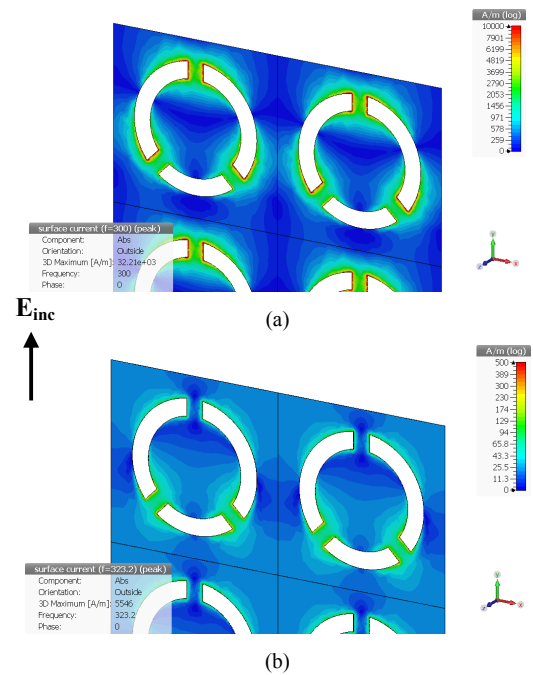 A/m (log)
10000
7901
6199
4819
3699
2790
2053
1456
971
578
259
0
surface current (f=300) (peak)
Component: Abs
Orientation: Outside
3D Maximum [A/m]: 32.21e+03
Frequency: 300
Phase: 0
y
z
x
(a)
E_inc
A/m (log)
500
389
300
230
174
129
94
65.8
43.3
25.5
11.3
0
surface current (f=323.2) (peak)
Component: Abs
Orientation: Outside
3D Maximum [A/m]: 5546
Frequency: 323.2
Phase: 0
y
z
x
(b)